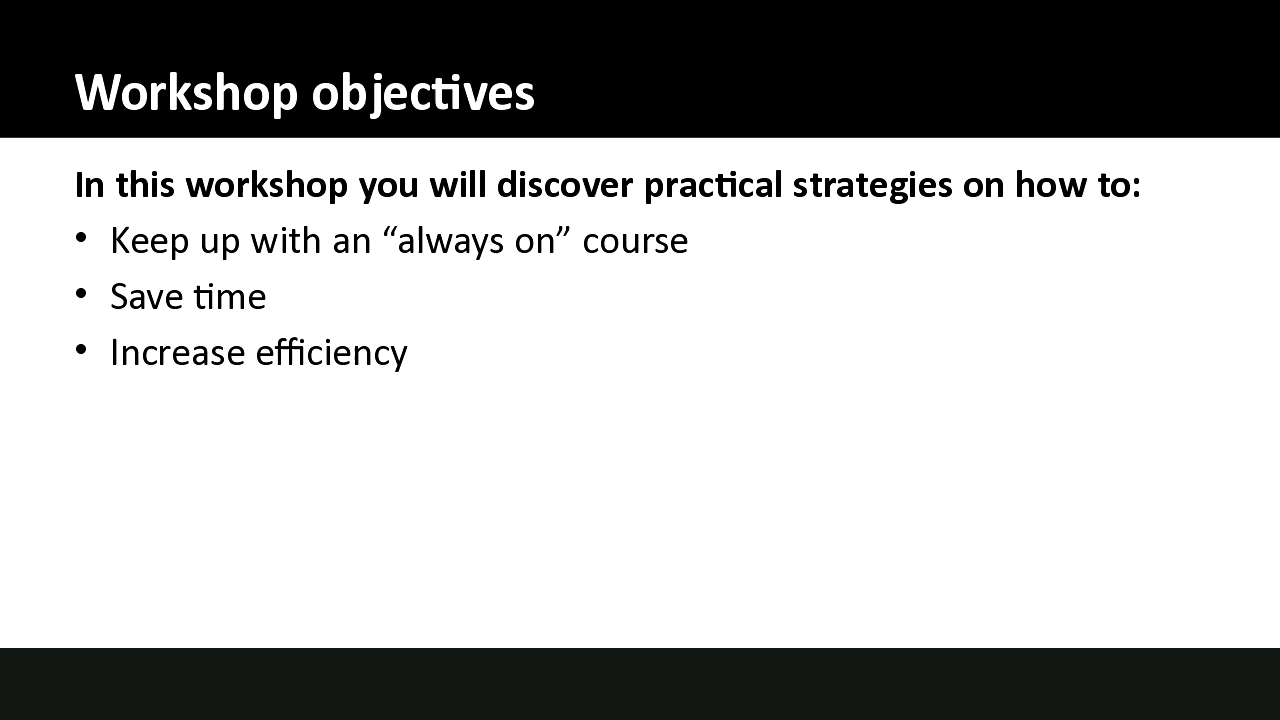 Workshop objectives
In this workshop you will discover practical strategies on how to:
• Keep up with an “always on” course
• Save time
• Increase efficiency